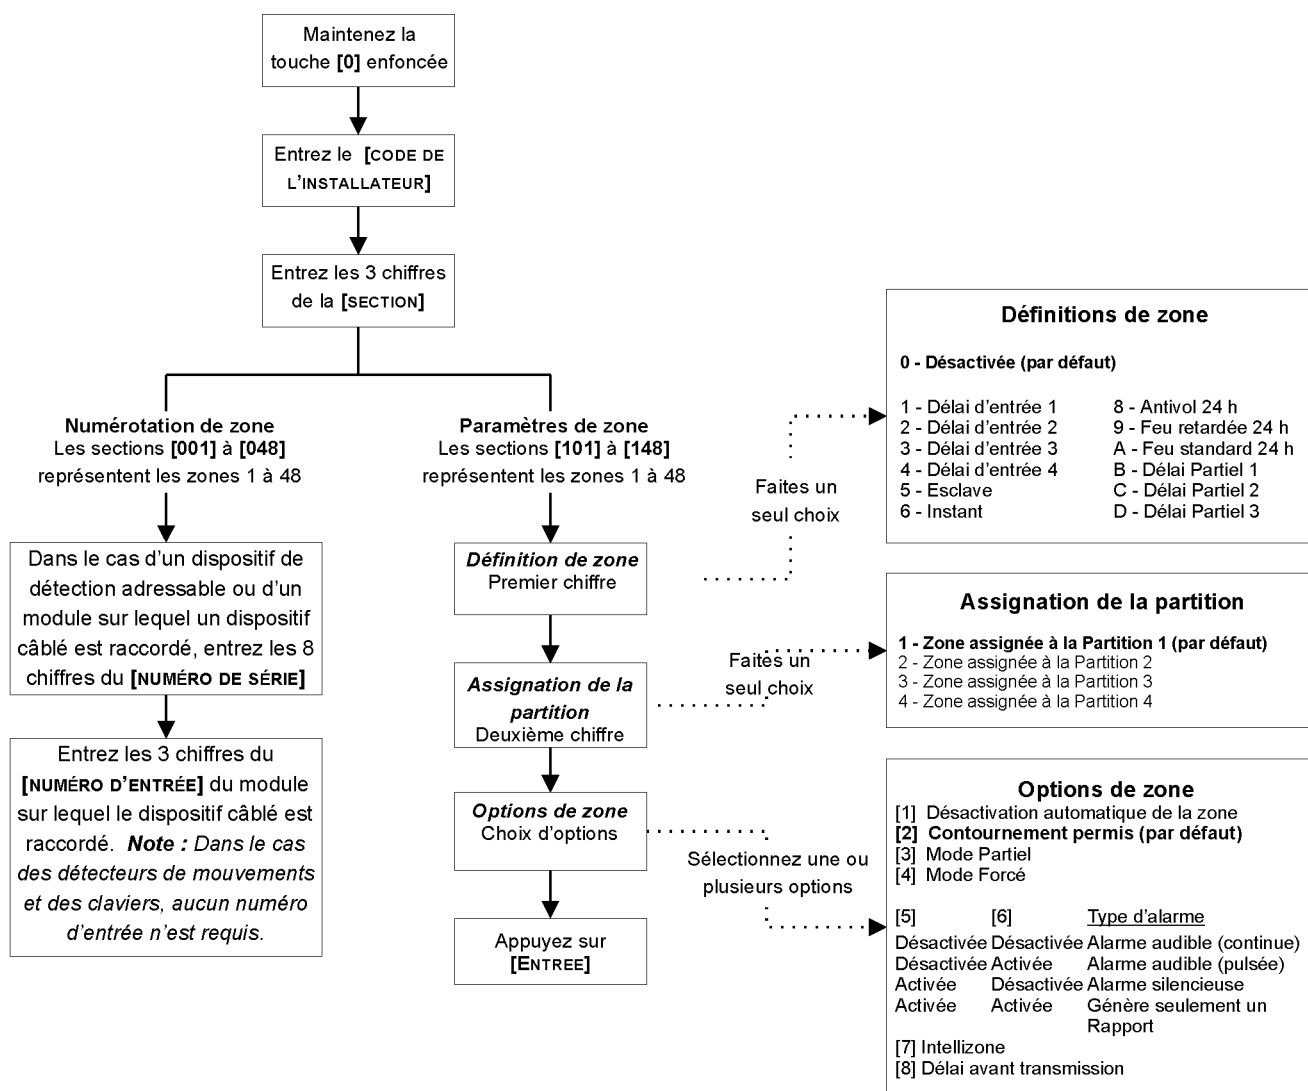 Maintenez la
touche [0] enfoncée
Entrez le [CODE DE
L'INSTALLATEUR]
Entrez les 3 chiffres
de la [SECTION]
Numérotation de zone
Les sections [001] à [048]
représentent les zones 1 à 48
Dans le cas d'un dispositif de
détection adressable ou d'un
module sur lequel un dispositif
câblé est raccordé, entrez les 8
chiffres du [NUMÉRO DE SÉRIE]
Entrez les 3 chiffres du
[NUMÉRO D'ENTRÉE] du module
sur lequel le dispositif câblé est
raccordé. Note : Dans le cas
des détecteurs de mouvements
et des claviers, aucun numéro
d'entrée n'est requis.
Paramètres de zone
Les sections [101] à [148]
représentent les zones 1 à 48
Définition de zone
Premier chiffre
Assignation de la
partition
Deuxième chiffre
Options de zone
Choix d'options
Appuyez sur
[ENTREE]
Faites un
seul choix
Faites un
seul choix
Sélectionnez une ou
plusieurs options
Définitions de zone
0 - Désactivée (par défaut)
1 - Délai d'entrée 1
2 - Délai d'entrée 2
3 - Délai d'entrée 3
4 - Délai d'entrée 4
5 - Esclave
6 - Instant
8 - Antivol 24 h
9 - Feu retardée 24 h
A - Feu standard 24 h
B - Délai Partiel 1
C - Délai Partiel 2
D - Délai Partiel 3
Assignation de la partition
1 - Zone assignée à la Partition 1 (par défaut)
2 - Zone assignée à la Partition 2
3 - Zone assignée à la Partition 3
4 - Zone assignée à la Partition 4
Options de zone
[1] Désactivation automatique de la zone
[2] Contournement permis (par défaut)
[3] Mode Partiel
[4] Mode Forcé
[5] [6] Type d'alarme
Désactivée Désactivée Alarme audible (continue)
Désactivée Activée Alarme audible (pulsée)
Activée Désactivée Alarme silencieuse
Activée Activée Génère seulement un
Rapport
[7] Intellizone
[8] Délai avant transmission